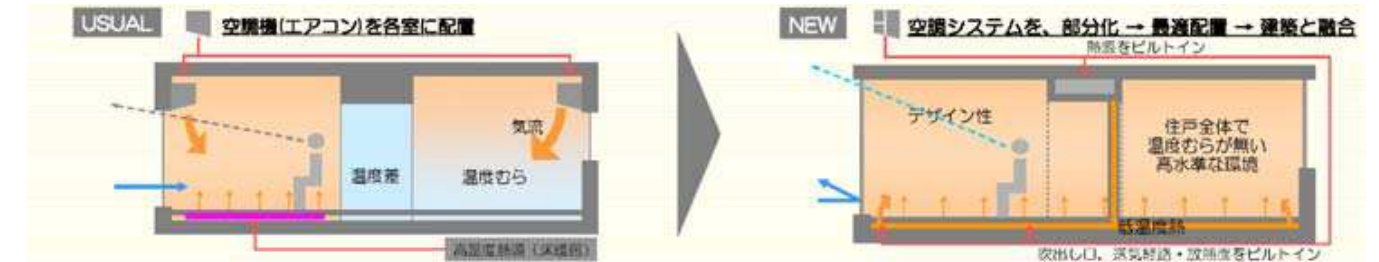 USUAL
空調機(エアコン)を各室に配置
気流
温度差
温度むら
高温度熱源(床暖房)
NEW
空調システムを、部分化 → 最適配置 → 建築と融合
熱源をビルトイン
デザイン性
住戸全体で
温度むらが無い
高水準な環境
低温度熱
吹出し口、送気経路・放熱面をビルトイン